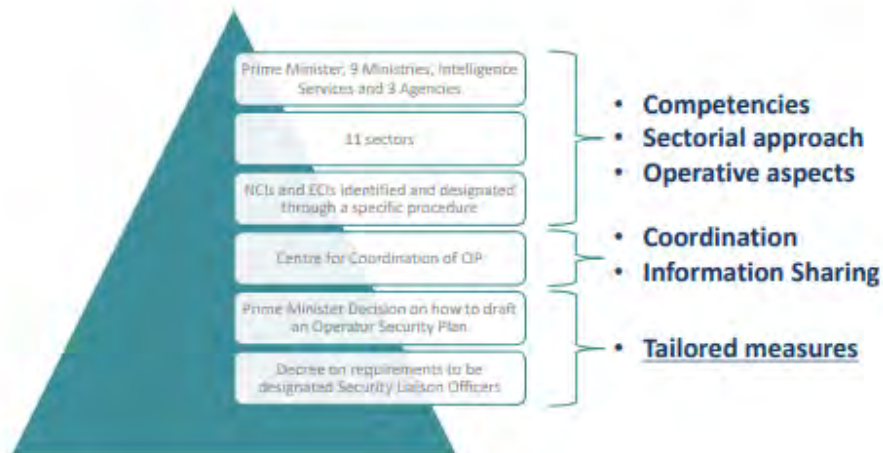 Prime Minister, 9 Ministries, Intelligence
Services and 3 Agencies
11 sectors
NCIs and ECIs identified and designated
through a specific procedure
• Competencies
• Sectorial approach
• Operative aspects
Centre for Coordination of CIP
• Coordination
• Information Sharing
Prime Minister Decision on how to draft
an Operator Security Plan
Decree on requirements to be
designated Security Liaison Officers
• Tailored measures